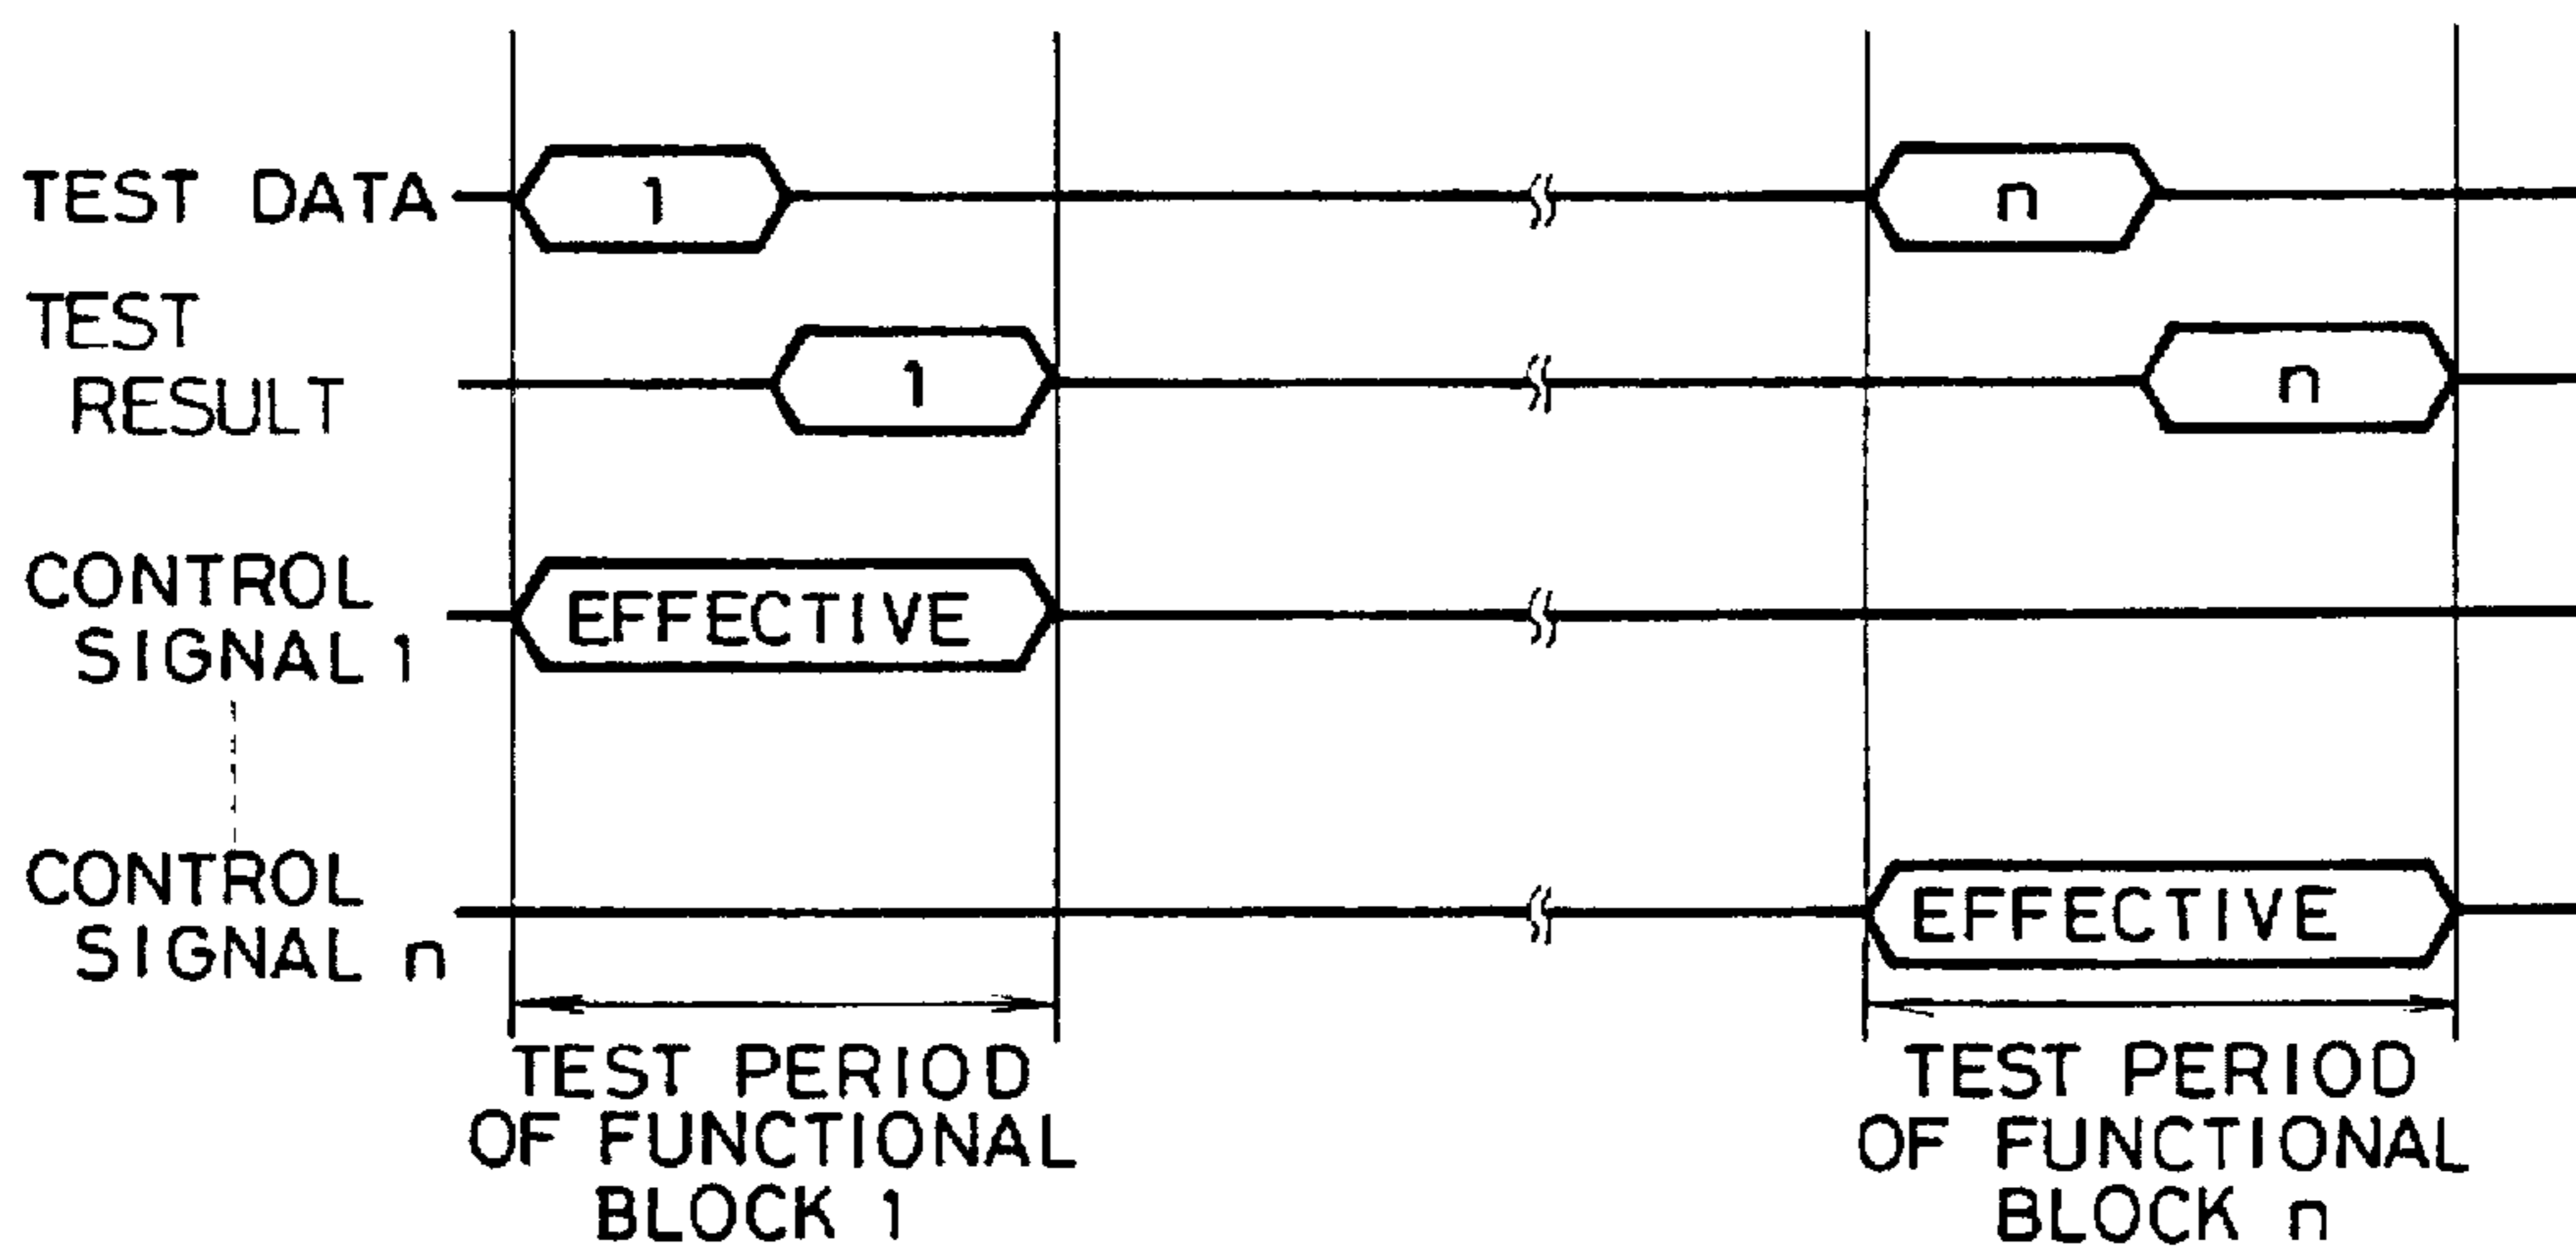 TEST DATA
1
n
TEST
RESULT
1
n
CONTROL
SIGNAL 1
EFFECTIVE
CONTROL
SIGNAL n
EFFECTIVE
TEST PERIOD
OF FUNCTIONAL
BLOCK 1
TEST PERIOD
OF FUNCTIONAL
BLOCK n